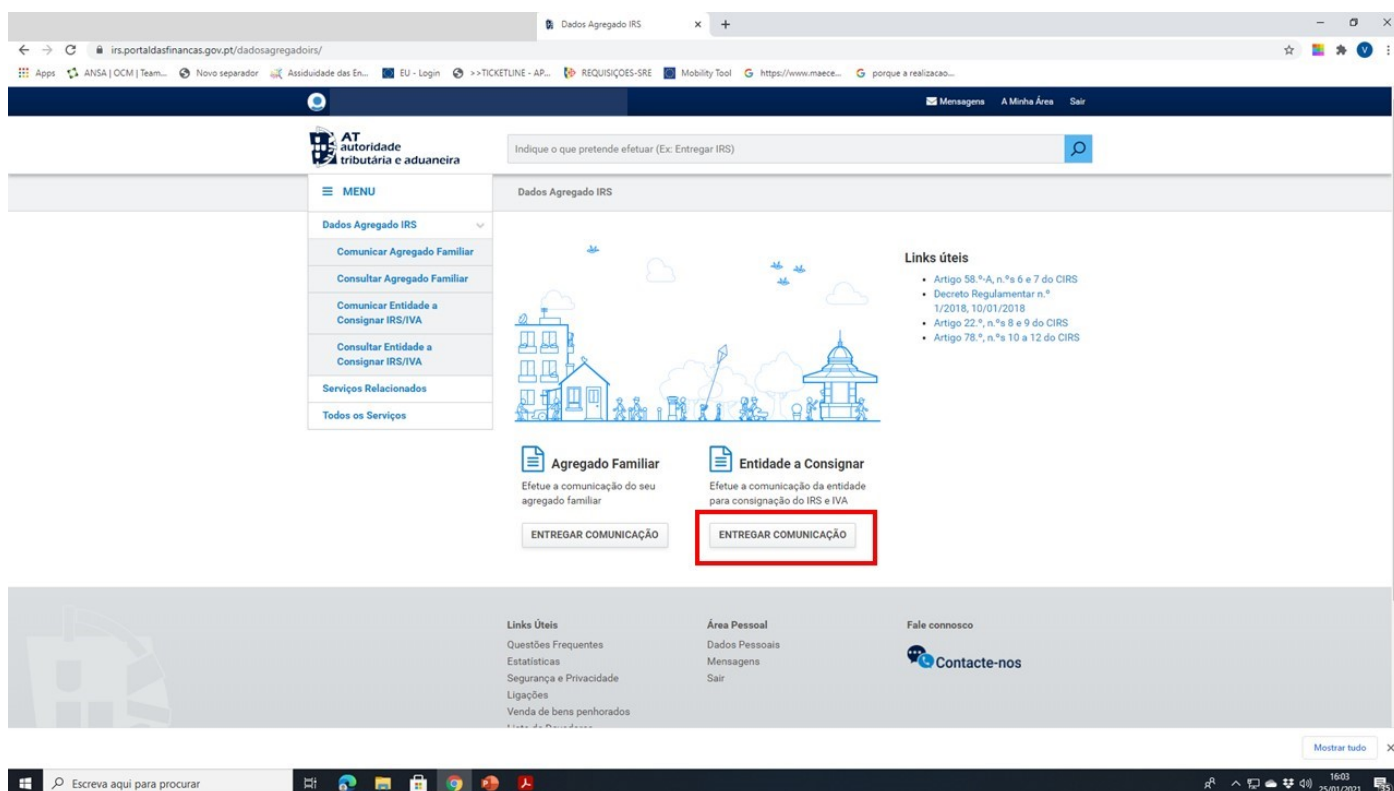 Dados Agregado IRS
irs.portaldasfinancas.gov.pt/dadosagregadoirs/
V
Apps ANSA | OCM | Team... Novo separador Assiduidade das En... EU - Login >>TICKETLINE - AP... REQUISIÇOES-SRE Mobility Tool https://www.maece... porque a realizacao...
Mensagens A Minha Área Sair
AT
autoridade
tributária e aduaneira
Indique o que pretende efetuar (Ex: Entregar IRS)
MENU
Dados Agregado IRS
Dados Agregado IRS
Comunicar Agregado Familiar
Consultar Agregado Familiar
Comunicar Entidade a
Consignar IRS/IVA
Consultar Entidade a
Consignar IRS/IVA
Serviços Relacionados
Todos os Serviços
Links úteis
Artigo 58.º-A, n.ºs 6 e 7 do CIRS
Decreto Regulamentar n.º
1/2018, 10/01/2018
Artigo 22.º, n.ºs 8 e 9 do CIRS
Artigo 78.º, n.ºs 10 a 12 do CIRS
Agregado Familiar
Efetue a comunicação do seu
agregado familiar
ENTREGAR COMUNICAÇÃO
Entidade a Consignar
Efetue a comunicação da entidade
para consignação do IRS e IVA
ENTREGAR COMUNICAÇÃO
Links Úteis
Questões Frequentes
Estatísticas
Segurança e Privacidade
Ligações
Venda de bens penhorados
Área Pessoal
Dados Pessoais
Mensagens
Sair
Fale connosco
Contacte-nos
Mostrar tudo
Escreva aqui para procurar
16:03
25/01/2021